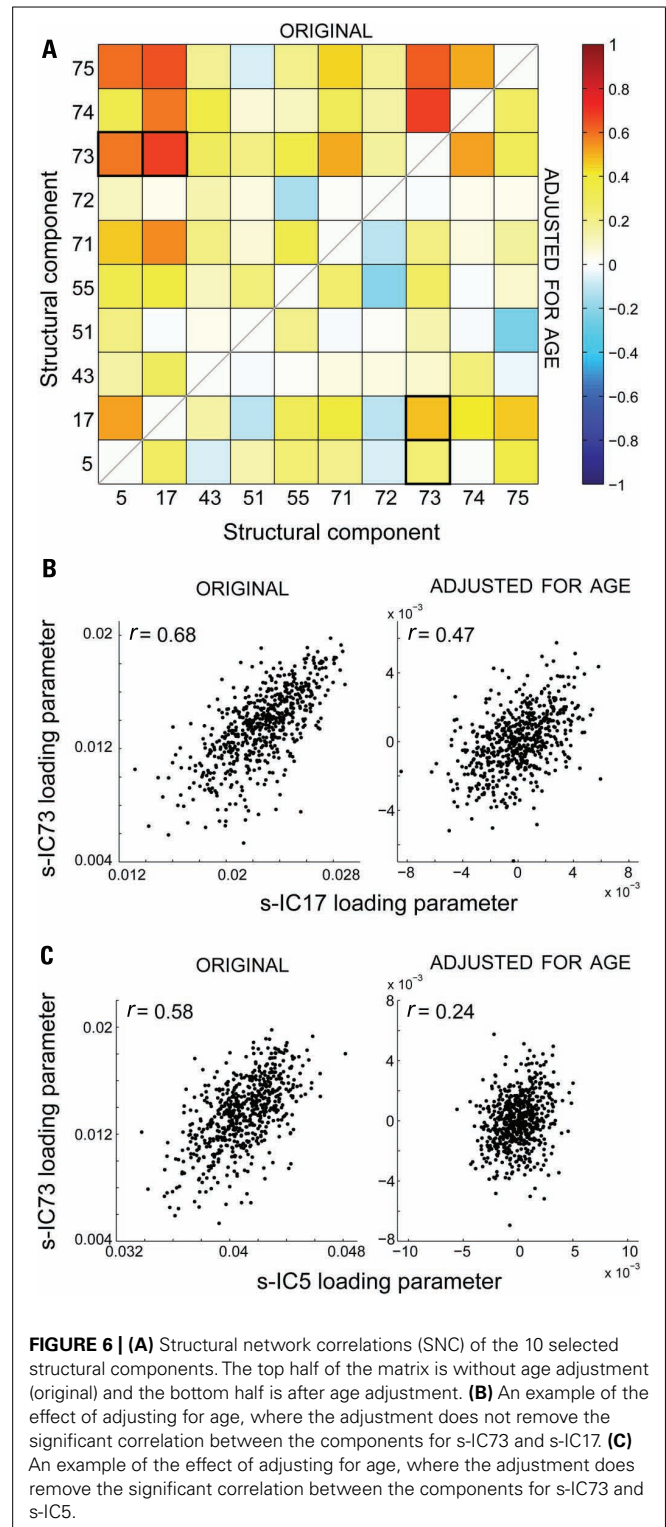 A
ORIGINAL
75
74
73
72
71
55
51
43
17
5
Structural component
5 17 43 51 55 71 72 73 74 75
Structural component
ADJUSTED FOR AGE
1
0.8
0.6
0.4
0.2
0
−0.2
−0.4
−0.6
−0.8
−1
B
ORIGINAL
r = 0.68
0.02
0.012
0.004
s-IC73 loading parameter
0.012 0.02 0.028
ADJUSTED FOR AGE
x 10⁻³
r = 0.47
4
0
−4
−8 −4 0 4 8
x 10⁻³
s-IC17 loading parameter
C
ORIGINAL
r = 0.58
0.02
0.012
0.004
s-IC73 loading parameter
0.032 0.04 0.048
ADJUSTED FOR AGE
x 10⁻³
8
r = 0.24
4
0
−4
−8
−10 −5 0 5 10
x 10⁻³
s-IC5 loading parameter
FIGURE 6 | (A) Structural network correlations (SNC) of the 10 selected
structural components. The top half of the matrix is without age adjustment
(original) and the bottom half is after age adjustment. (B) An example of the
effect of adjusting for age, where the adjustment does not remove the
significant correlation between the components for s-IC73 and s-IC17. (C)
An example of the effect of adjusting for age, where the adjustment does
remove the significant correlation between the components for s-IC73 and
s-IC5.